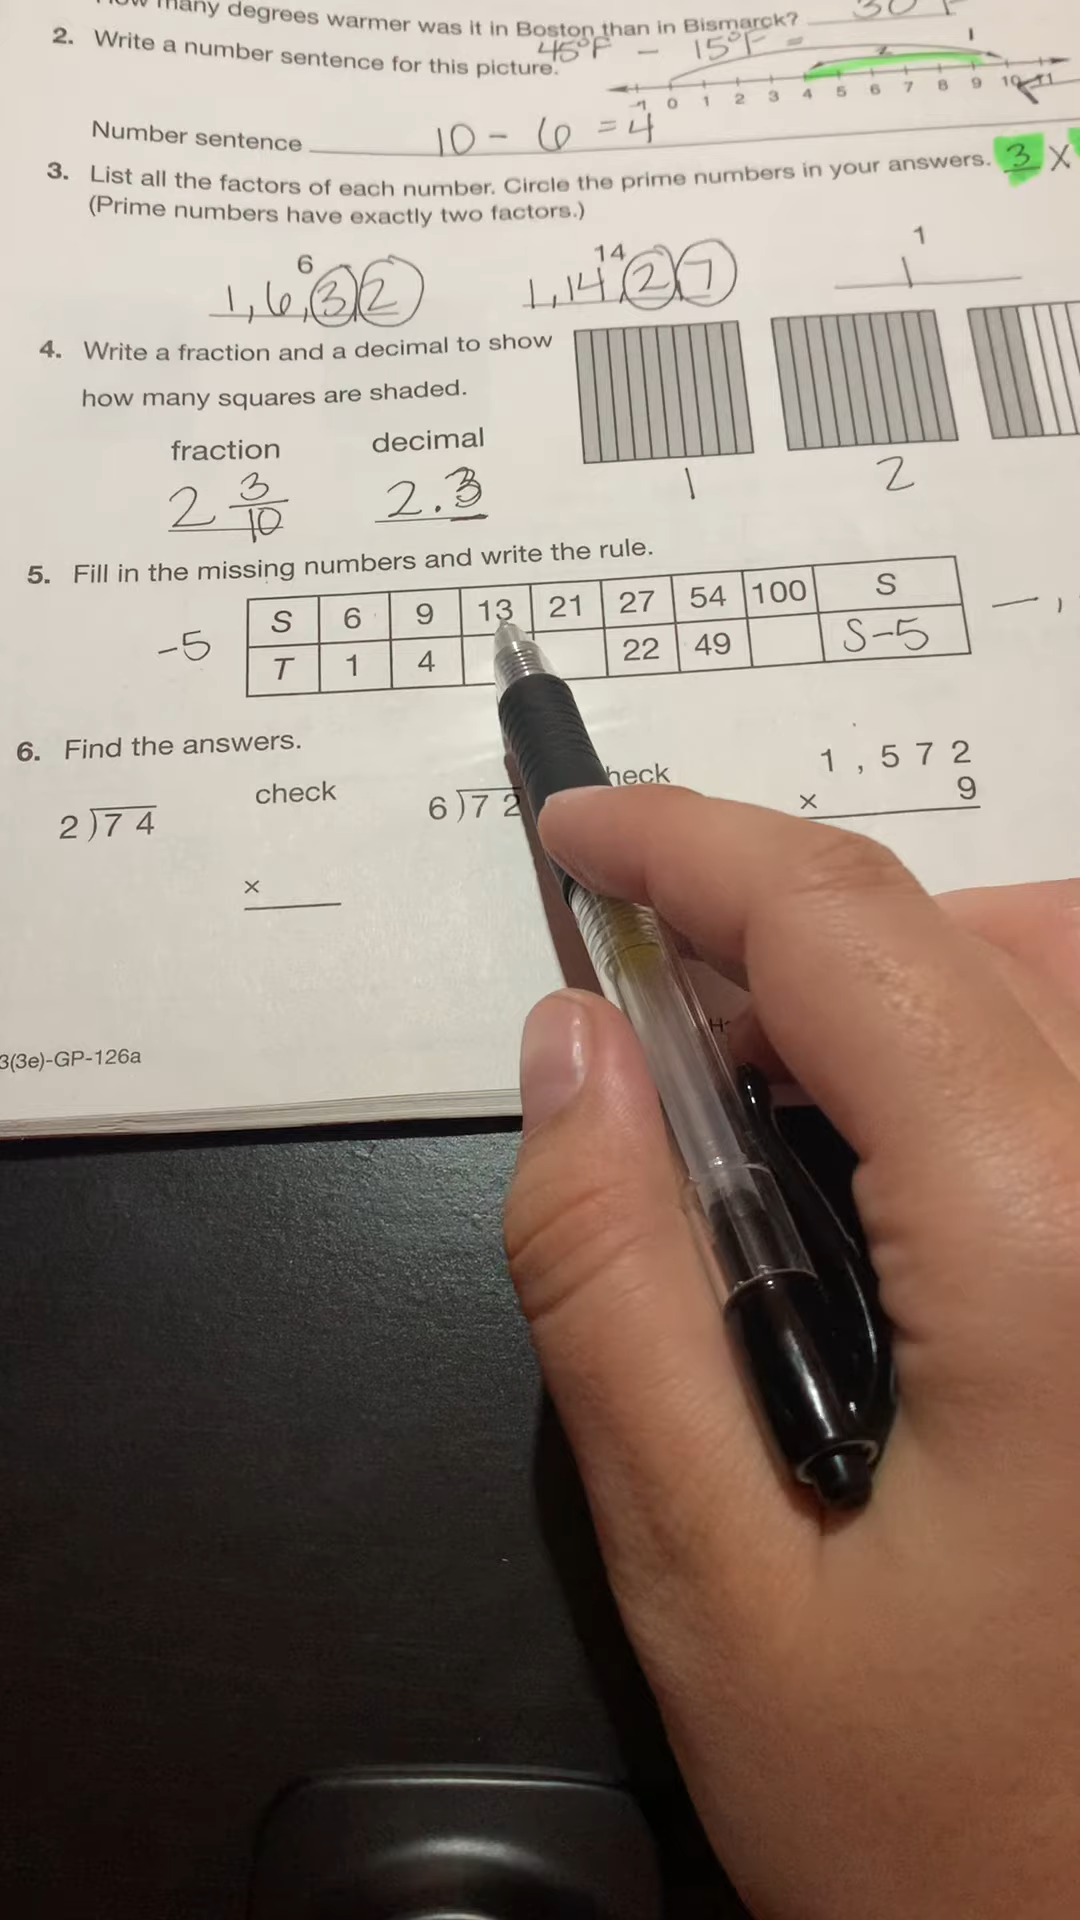 many degrees warmer was it in Boston than in Bismarck? 30°F
2. Write a number sentence for this picture. 45°F - 15°F =
-1 0 1 2 3 4 5 6 7 8 9 10 11
Number sentence 10 - 6 = 4
3. List all the factors of each number. Circle the prime numbers in your answers. 3 X
(Prime numbers have exactly two factors.)
6 14 1
1, 6, 3, 2 1, 14, 2, 7 1
4. Write a fraction and a decimal to show
how many squares are shaded.
fraction decimal
2 3/10 2.3 1 2
5. Fill in the missing numbers and write the rule.
S 6 9 13 21 27 54 100 S
-5 T 1 4 22 49 S-5
6. Find the answers.
check heck 1,572
2)74 6)72 x 9
x
3(3e)-GP-126a
H-